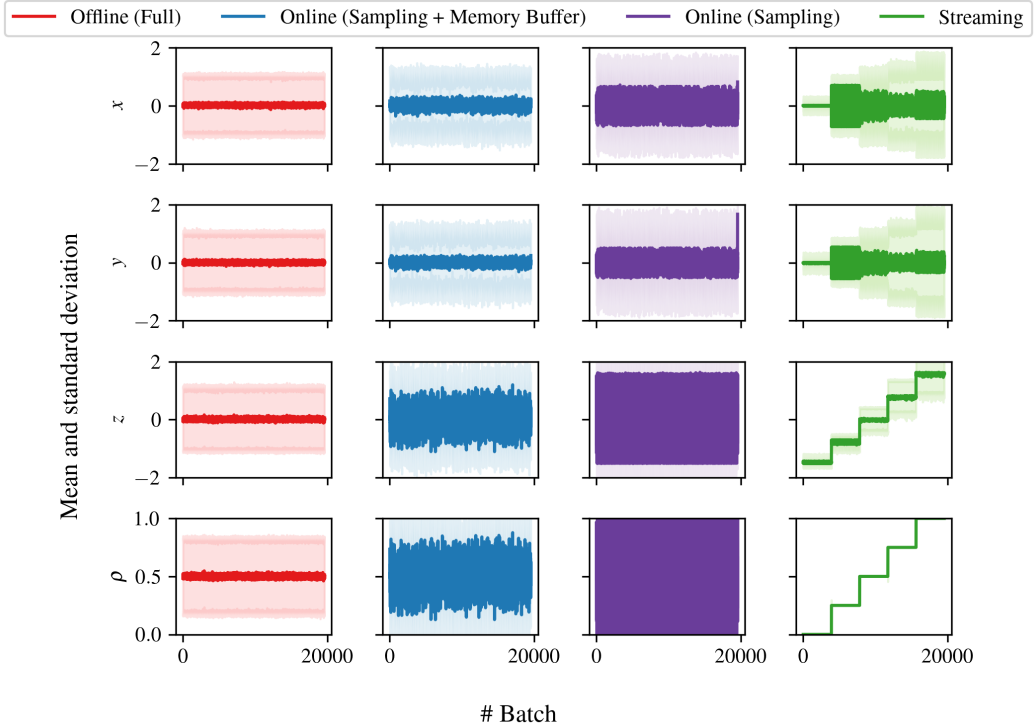 Offline (Full) Online (Sampling + Memory Buffer) Online (Sampling) Streaming
2
x 0
−2
2
y 0
−2
2
z 0
−2
1.0
ρ 0.5
0.0
0 20000 0 20000 0 20000 0 20000
Mean and standard deviation
# Batch